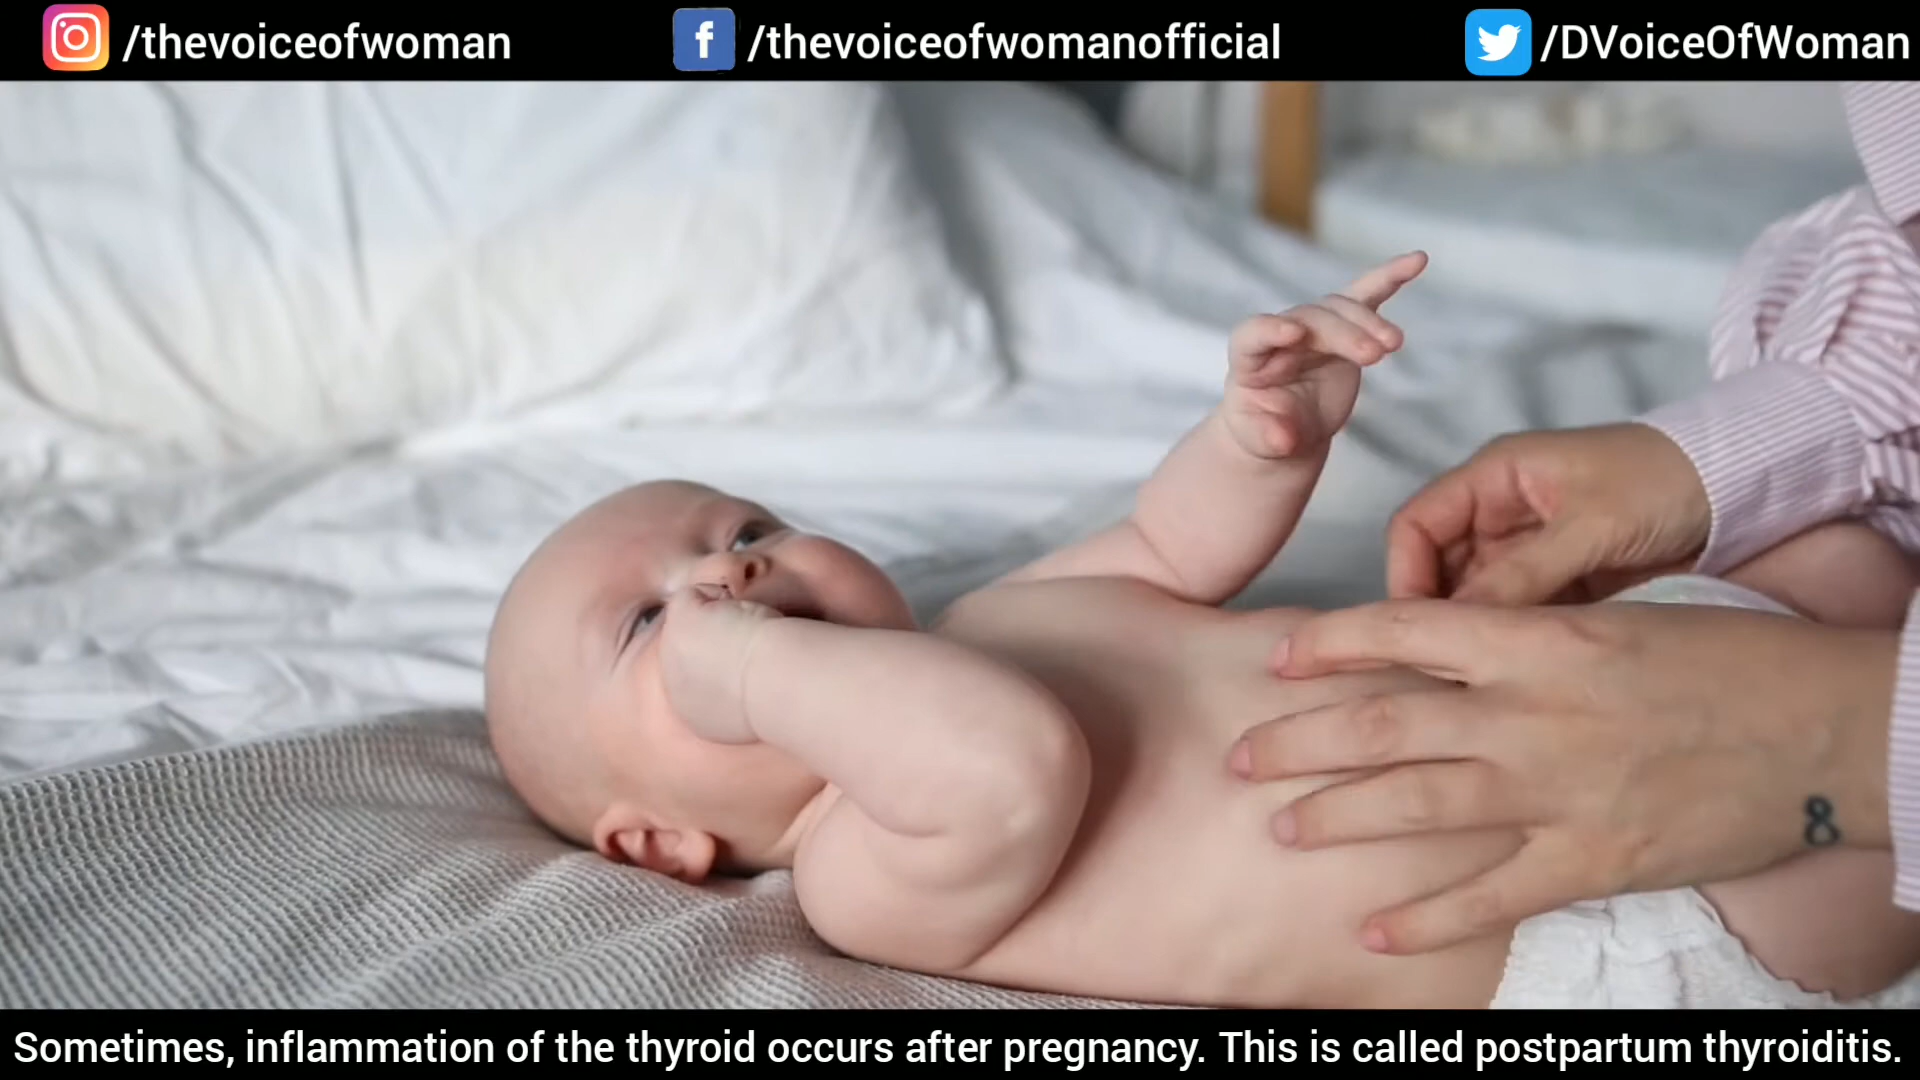 /thevoiceofwoman
/thevoiceofwomanofficial
/DVoiceOfWoman
Sometimes, inflammation of the thyroid occurs after pregnancy. This is called postpartum thyroiditis.